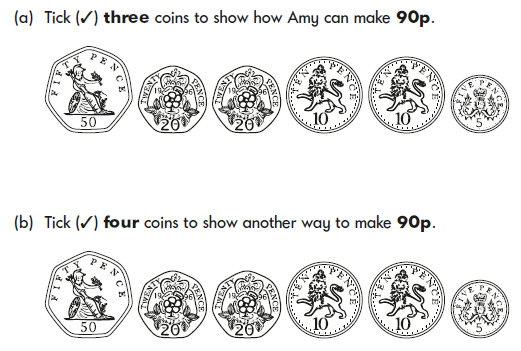 (a) Tick (✓) three coins to show how Amy can make 90p.
FIFTY PENCE 50
TWENTY PENCE 1996 20
TWENTY PENCE 1996 20
TEN PENCE 10
TEN PENCE 10
FIVE PENCE 5
(b) Tick (✓) four coins to show another way to make 90p.
FIFTY PENCE 50
TWENTY PENCE 1996 20
TWENTY PENCE 1996 20
TEN PENCE 10
TEN PENCE 10
FIVE PENCE 5